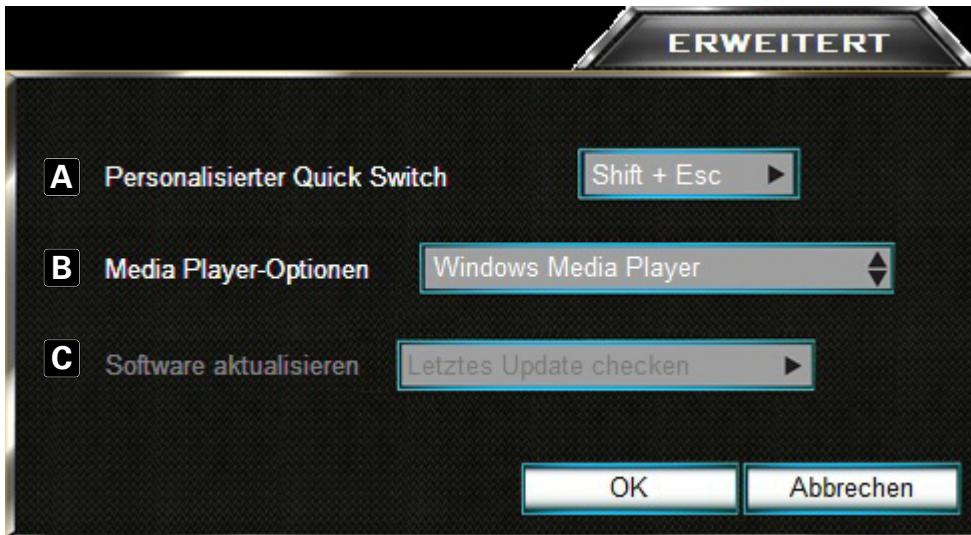 ERWEITERT
A Personalisierter Quick Switch Shift + Esc
B Media Player-Optionen Windows Media Player
C Software aktualisieren Letztes Update checken
OK Abbrechen